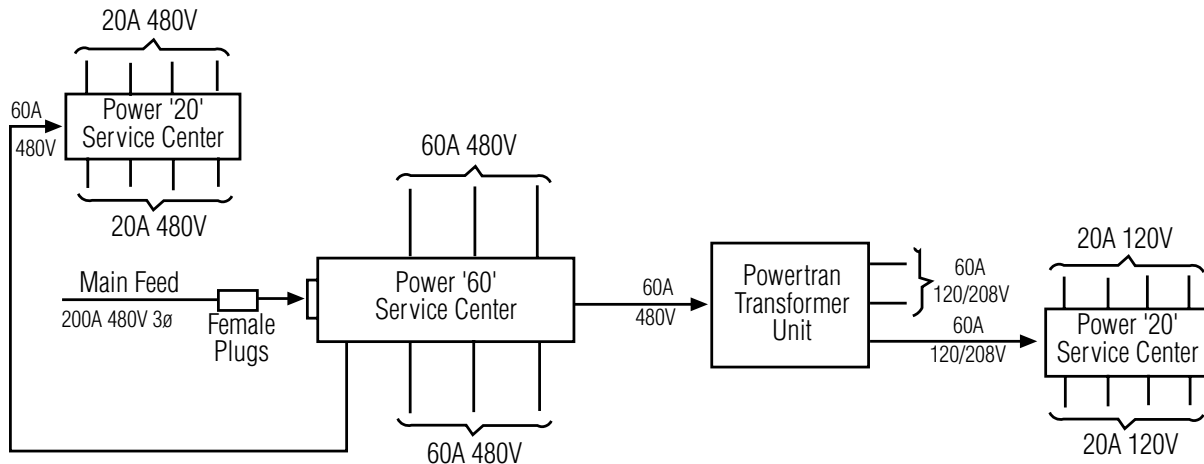 20A 480V
60A
480V
Power '20'
Service Center
20A 480V
Main Feed
200A 480V 3ø
Female
Plugs
60A 480V
Power '60'
Service Center
60A 480V
60A
480V
Powertran
Transformer
Unit
60A
120/208V
60A
120/208V
20A 120V
Power '20'
Service Center
20A 120V